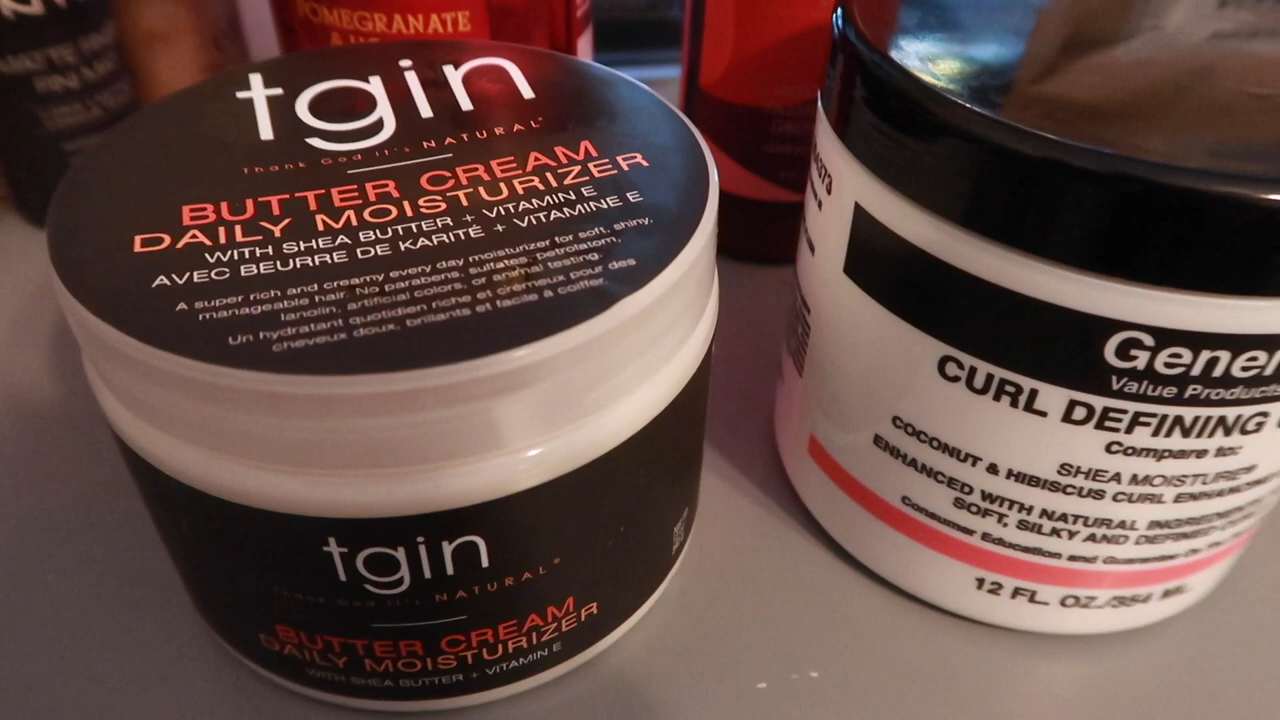 POMEGRANATE
tgin
Thank God it's NATURAL
BUTTER CREAM
DAILY MOISTURIZER
WITH SHEA BUTTER + VITAMIN E
AVEC BEURRE DE KARITÉ + VITAMINE E
A super rich and creamy every day moisturizer for soft, shiny,
manageable hair. No parabens, sulfates, petrolatom,
lanolin, artificial colors, or animal testing.
Un hydratant quotidien riche et crémeux pour des
cheveux doux, brillants et facile à coiffer.
tgin
Thank God it's NATURAL®
BUTTER CREAM
DAILY MOISTURIZER
WITH SHEA BUTTER + VITAMIN E
Gener
Value Products
CURL DEFINING
Compare to:
SHEA MOISTURE®
COCONUT & HIBISCUS CURL ENHANCING
ENHANCED WITH NATURAL INGREDIENTS
SOFT, SILKY AND DEFINED
Consumer Education and Guarantee On
12 FL. OZ./354 ML